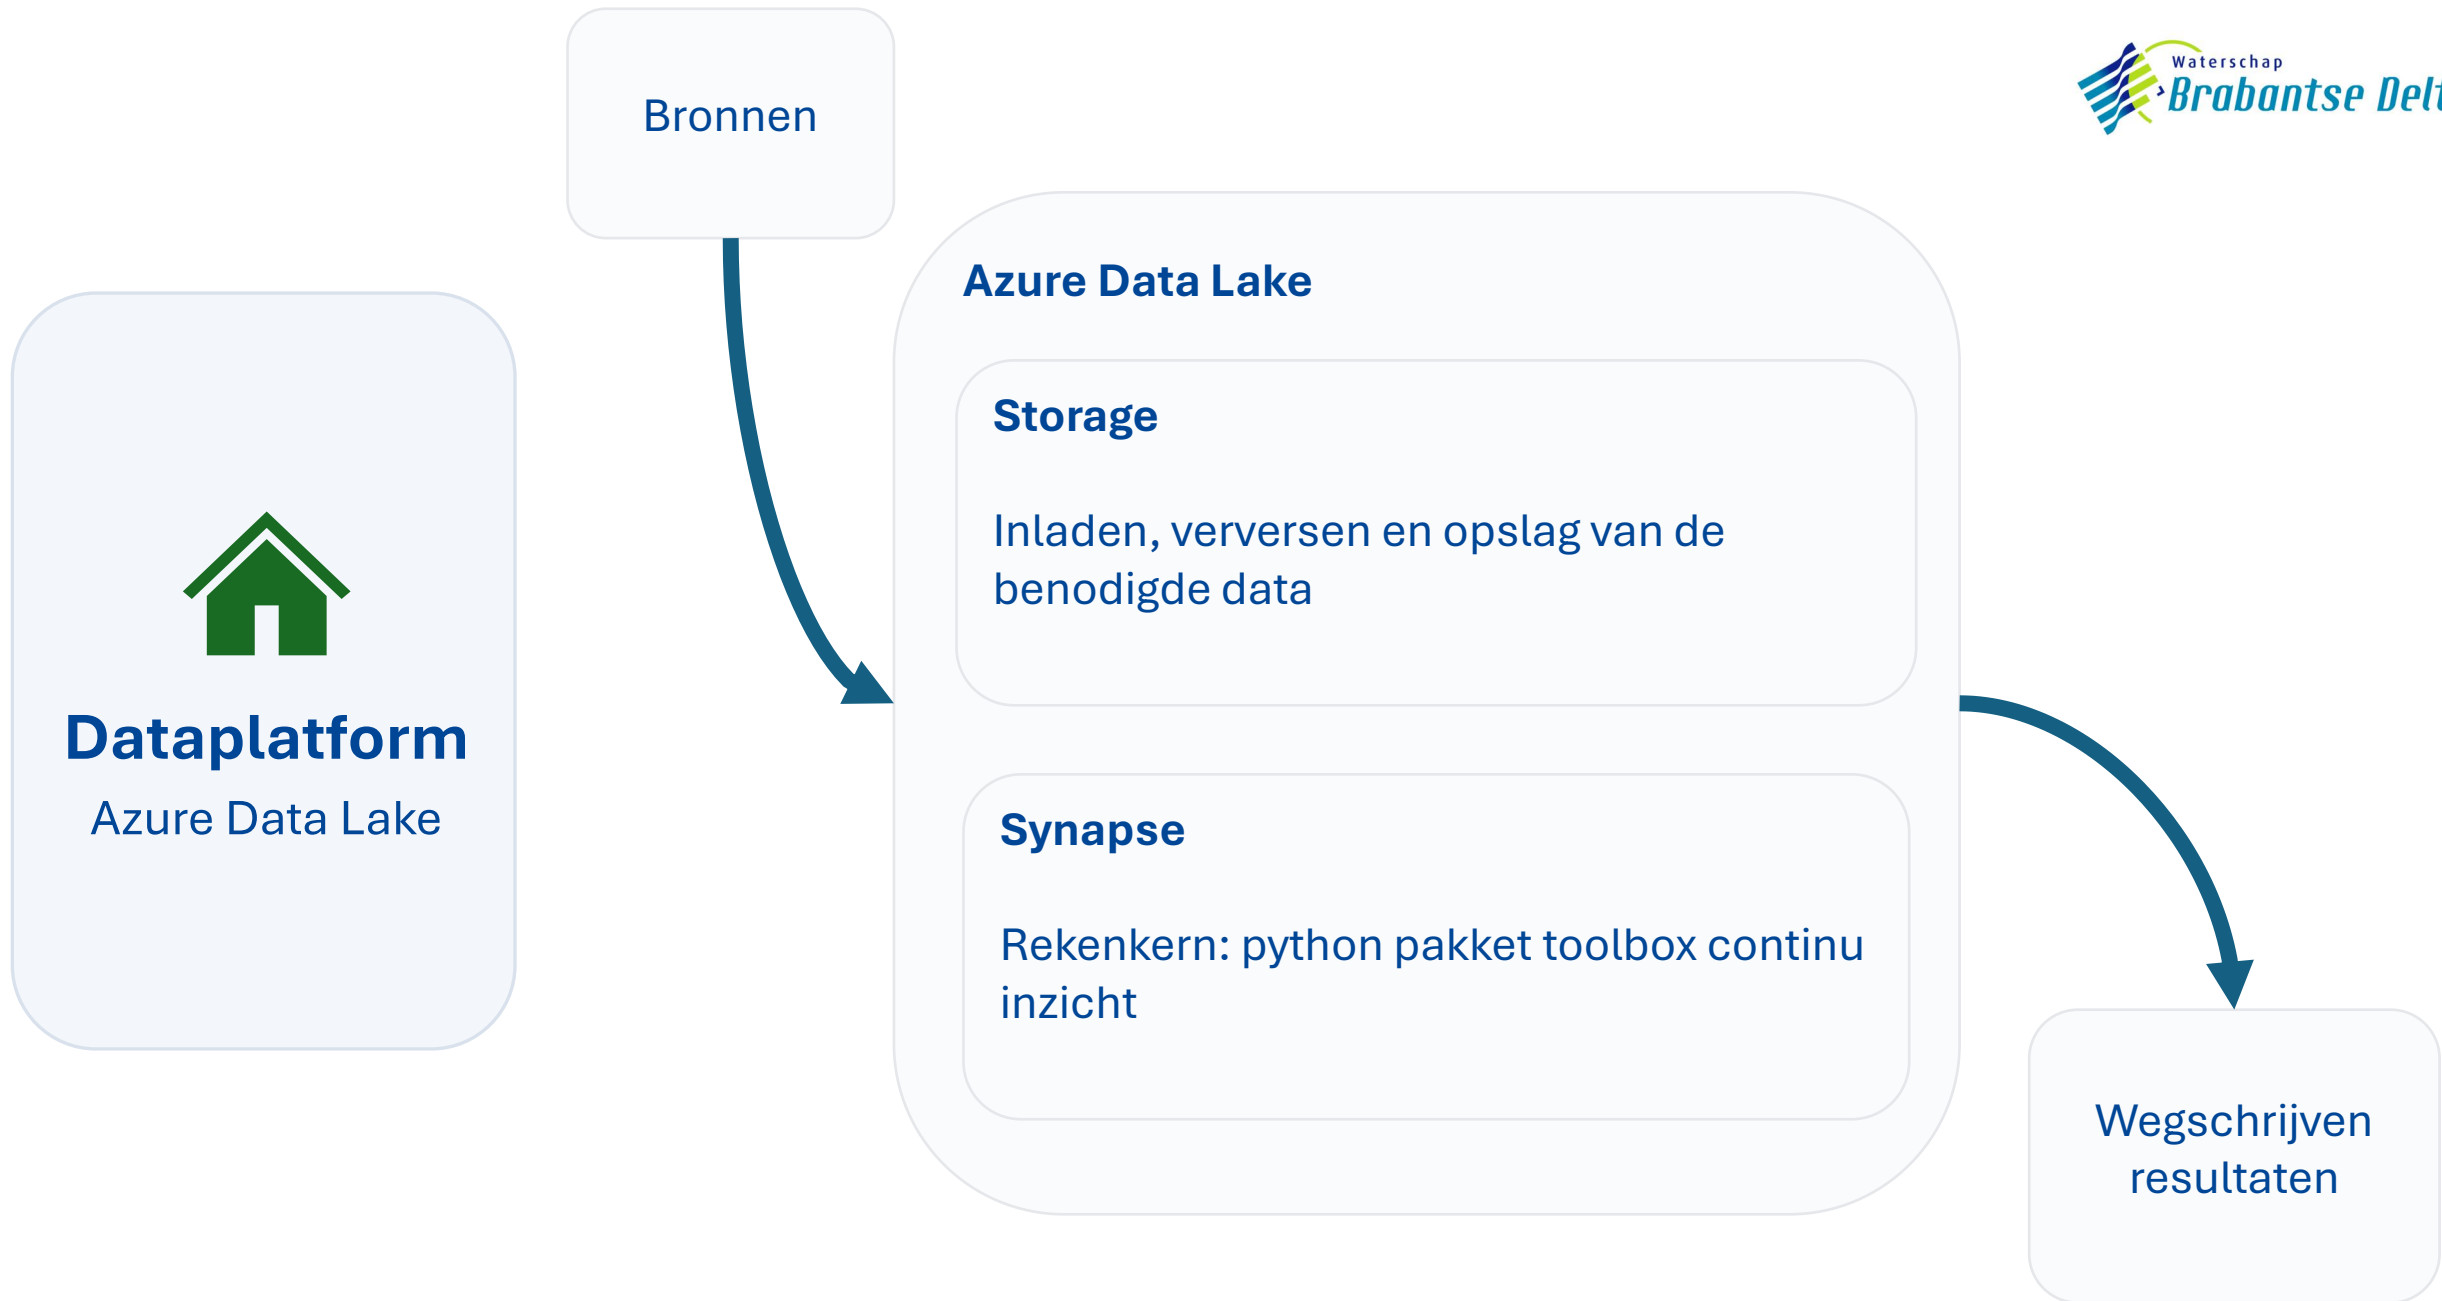 Bronnen
Waterschap
Brabantse
Azure Data Lake
Storage
Inladen, verversen en opslag van de
benodigde data
Dataplatform
Azure Data Lake
Synapse
Rekenkern: python pakket toolbox continu
inzicht
Wegschrijven
resultaten